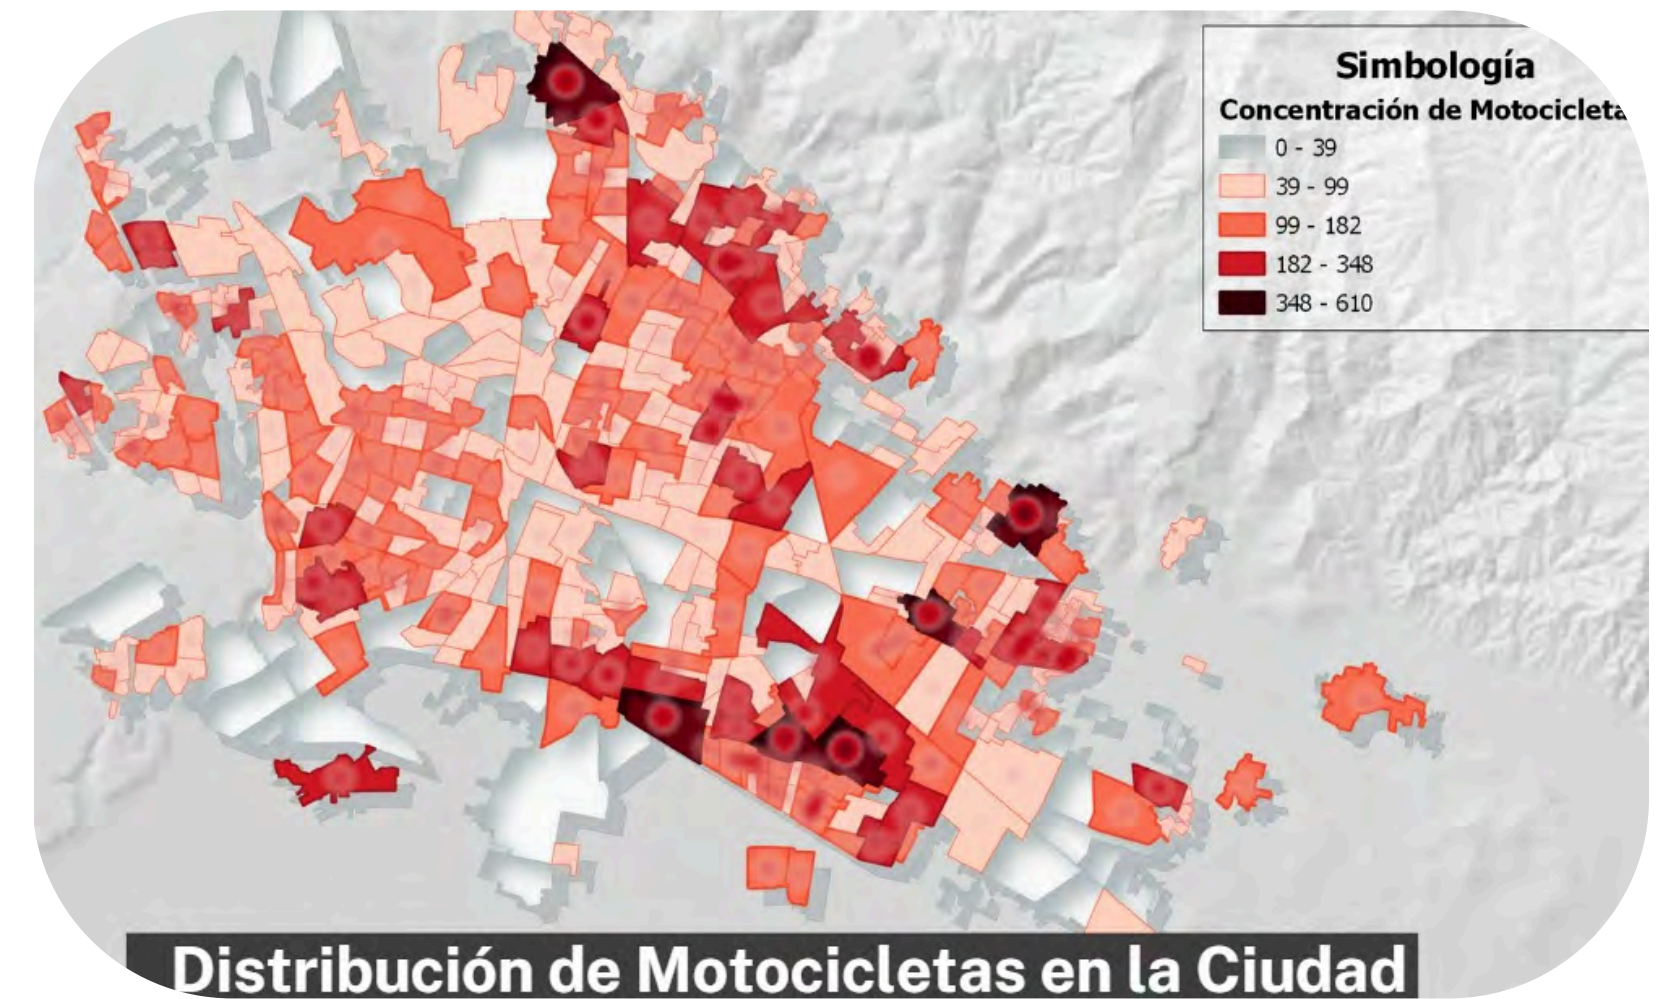 Simbología
Concentración de Motocicleta
0 - 39
39 - 99
99 - 182
182 - 348
348 - 610
Distribución de Motocicletas en la Ciudad